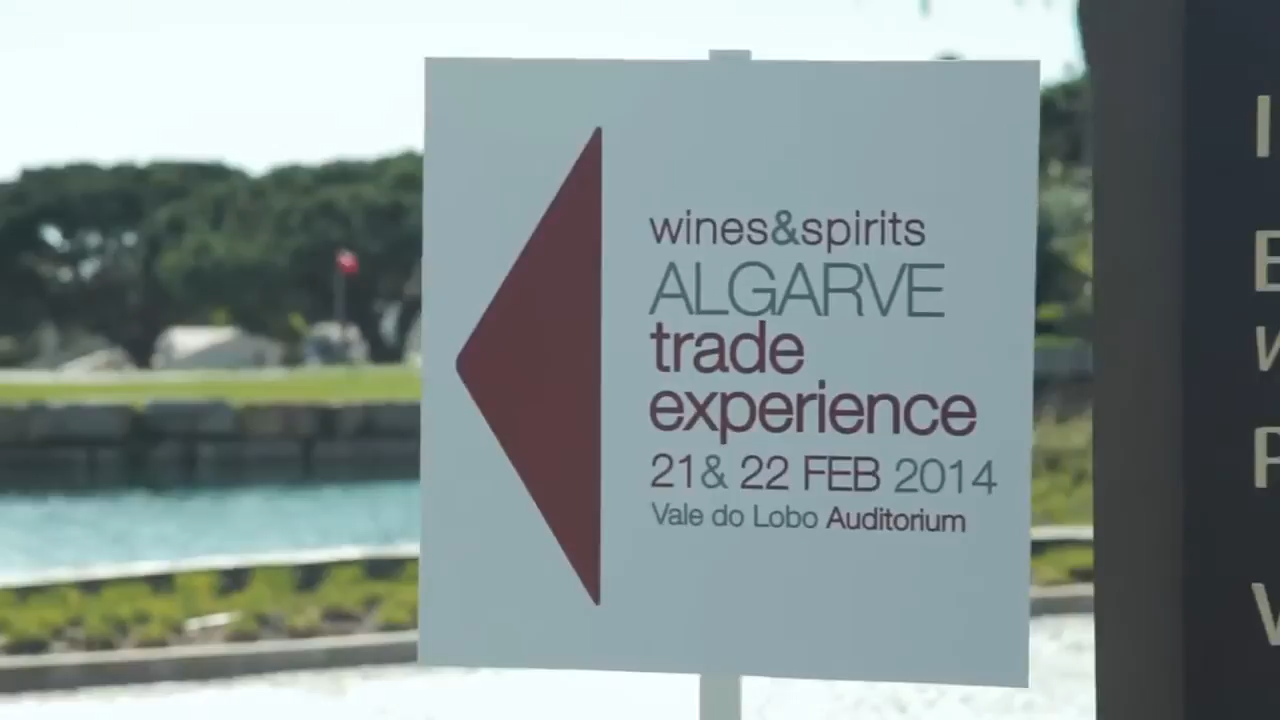 wines&spirits
ALGARVE
trade
experience
21& 22 FEB 2014
Vale do Lobo Auditorium